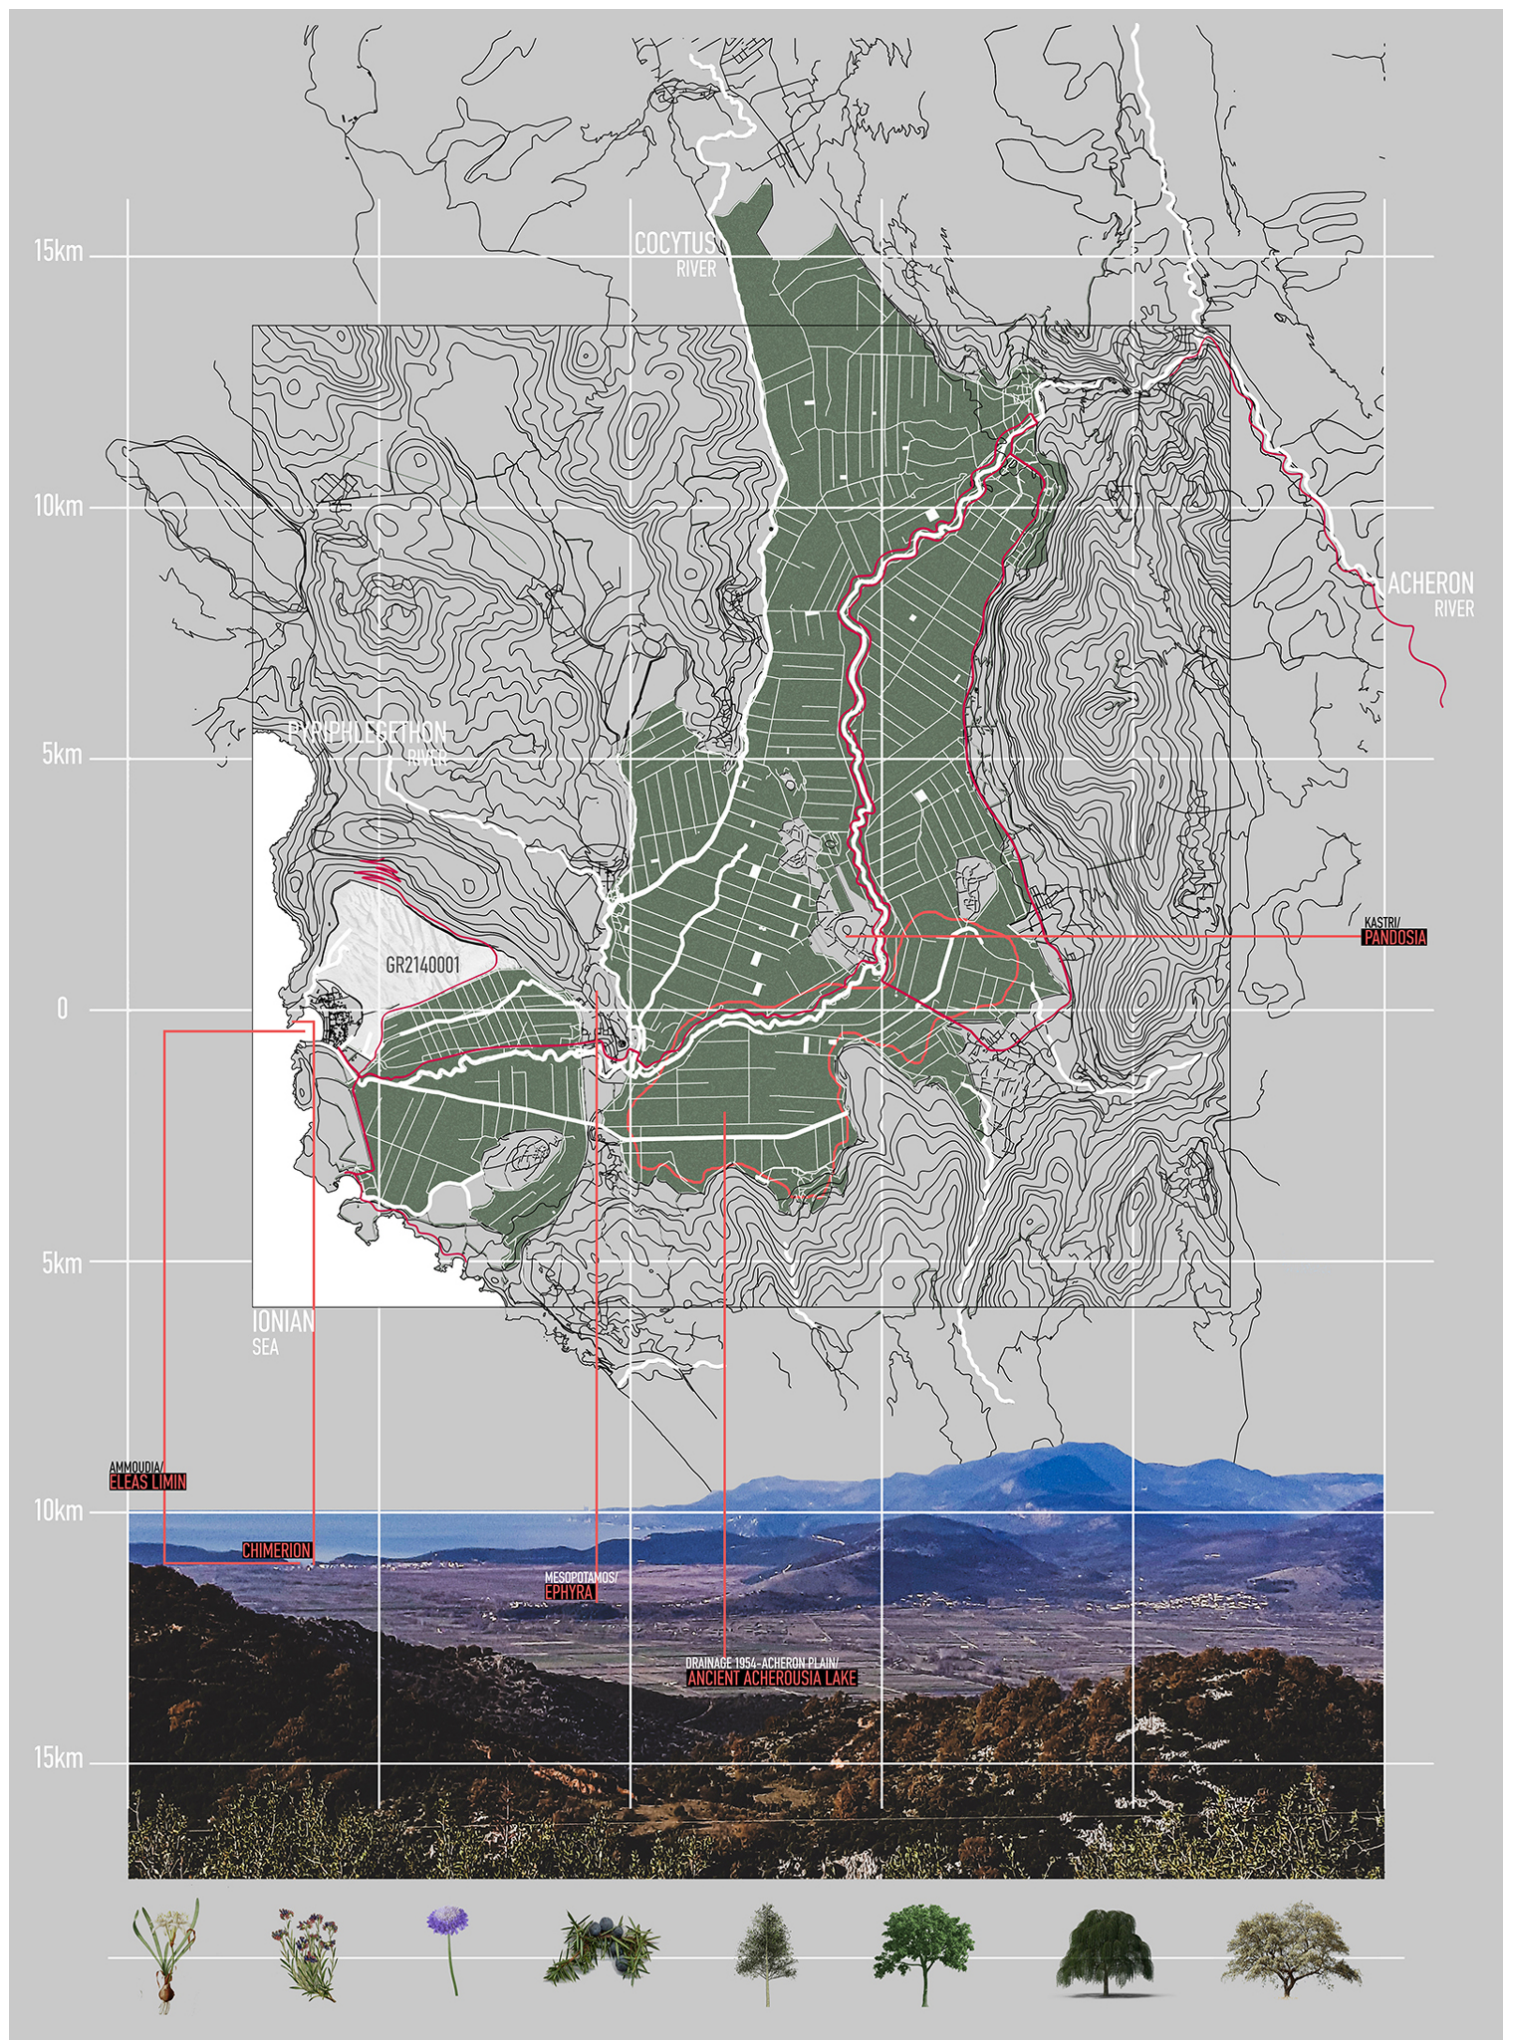 15km
COCYTUS
RIVER
10km
ACHERON
RIVER
PYRIPHLEGETHON
RIVER
5km
KASTRI/
PANDOSIA
GR2140001
0
5km
IONIAN
SEA
AMMOUDIA/
ELEAS LIMIN
10km
CHIMERION
MESOPOTAMOS/
EPHYRA
DRAINAGE 1954-ACHERON PLAIN/
ANCIENT ACHEROUSIA LAKE
15km